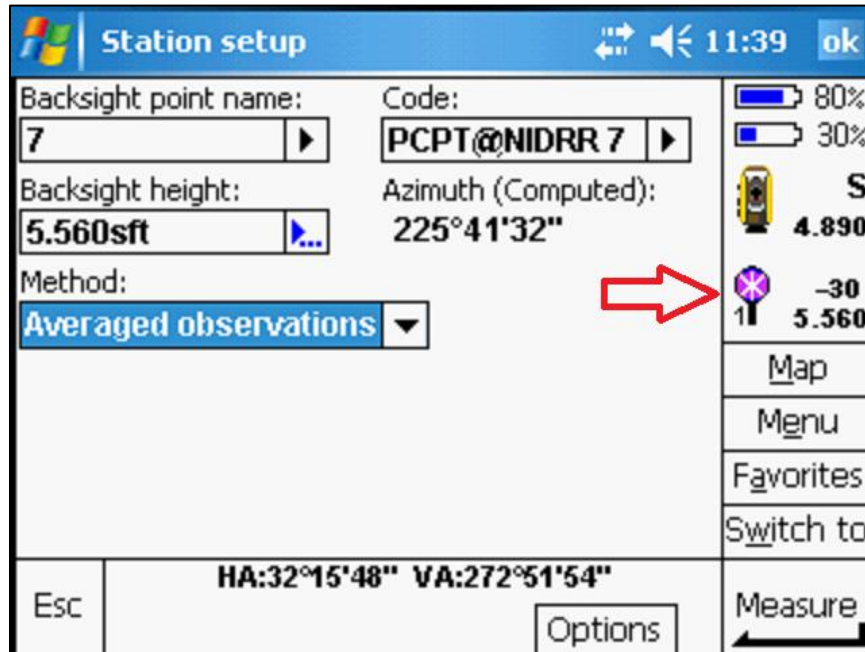 Station setup 11:39 ok
Backsight point name: Code:
7 PCPT@NIDRR 7
80%
30%
Backsight height: Azimuth (Computed):
5.560sft 225°41'32"
S
4.890
Method:
Averaged observations
-30
1 5.560
Map
Menu
Favorites
Switch to
HA:32°15'48" VA:272°51'54"
Esc
Options
Measure